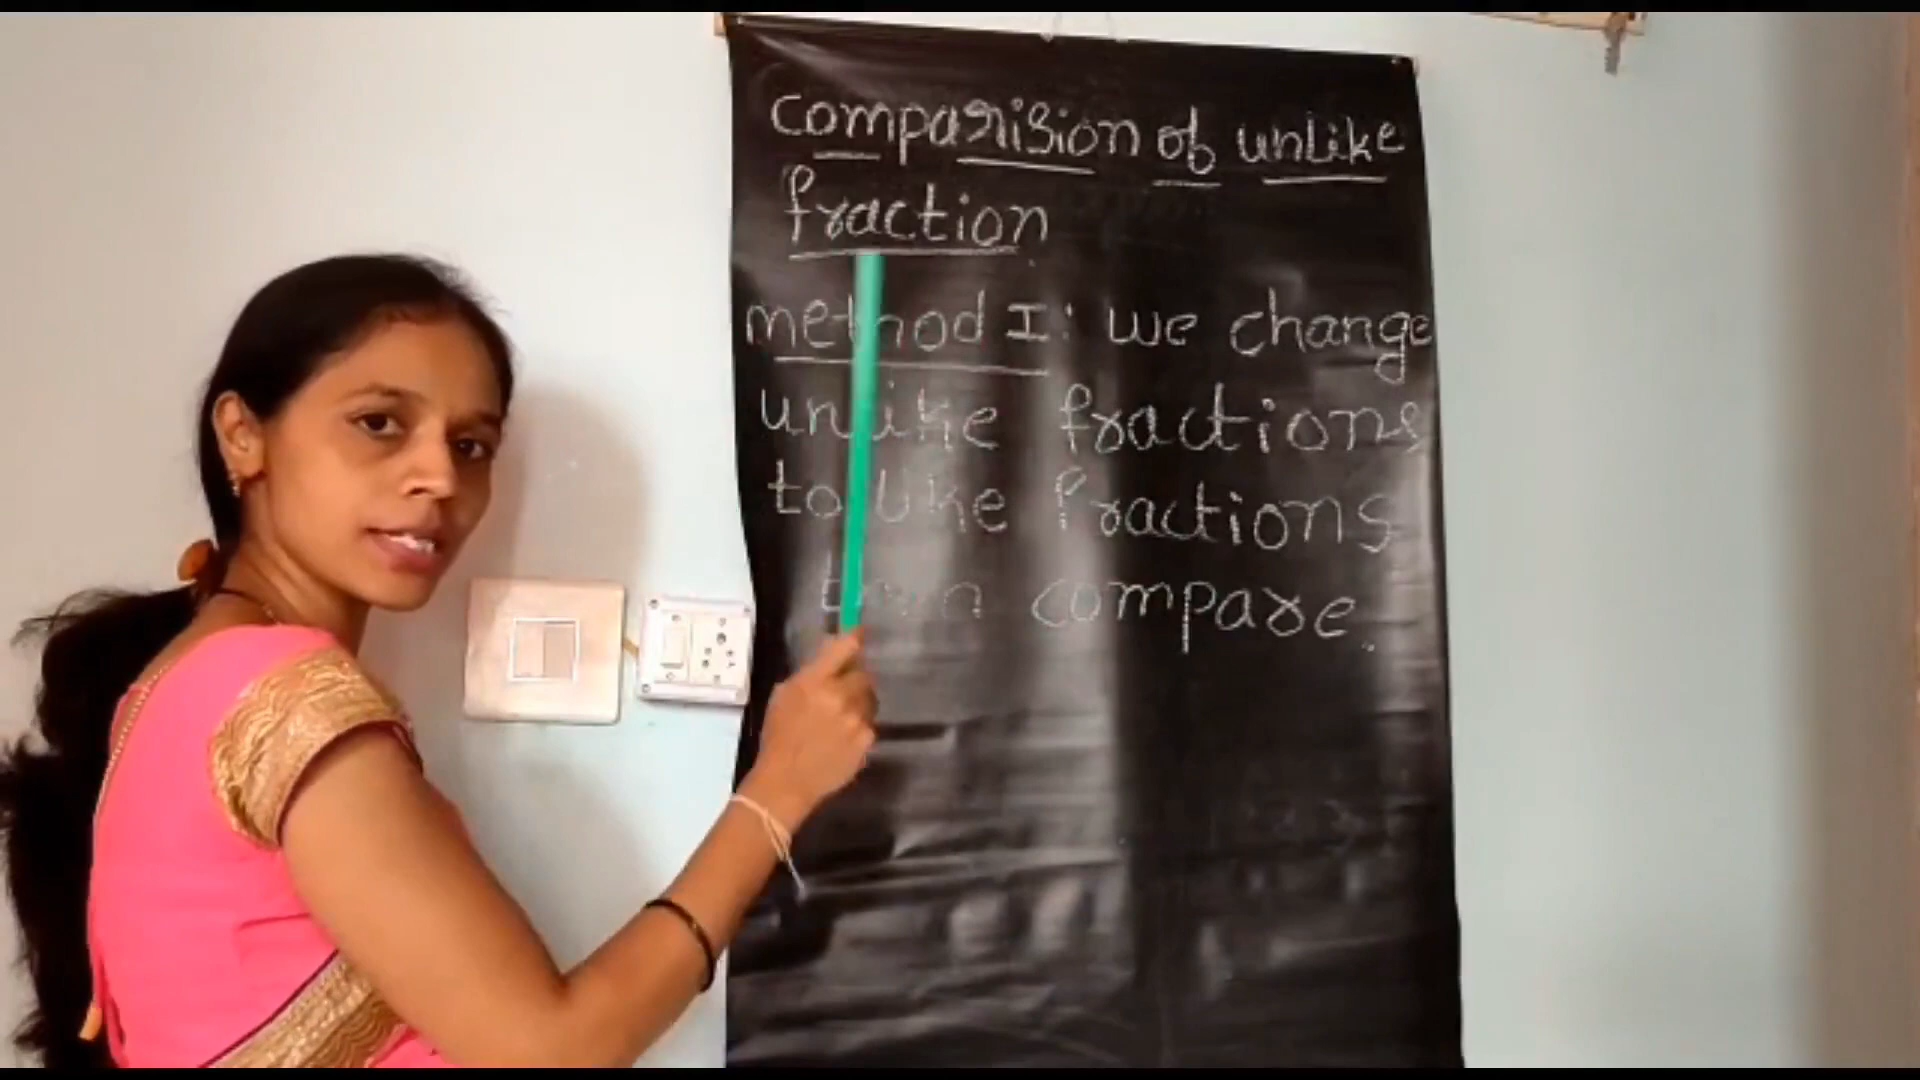 comparision of unlike
fraction
method I: we change
unlike fractions
to like fractions
compare.